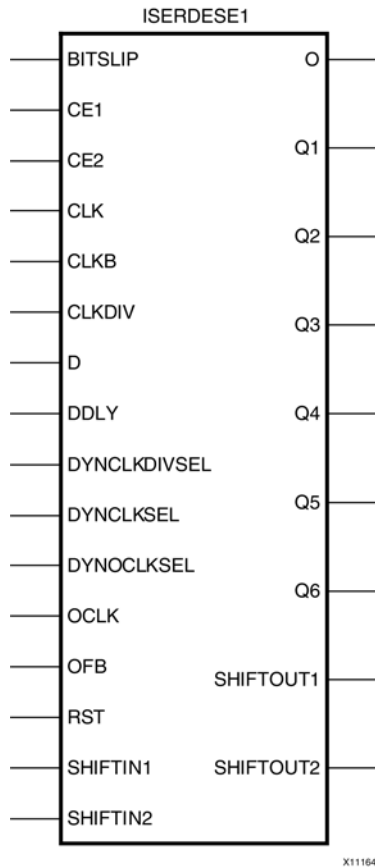 ISERDESE1
BITSLIP
CE1
CE2
CLK
CLKB
CLKDIV
D
DDLY
DYNCLKDIVSEL
DYNCLKSEL
DYNOCLKSEL
OCLK
OFB
RST
SHIFTIN1
SHIFTIN2
O
Q1
Q2
Q3
Q4
Q5
Q6
SHIFTOUT1
SHIFTOUT2
X11164